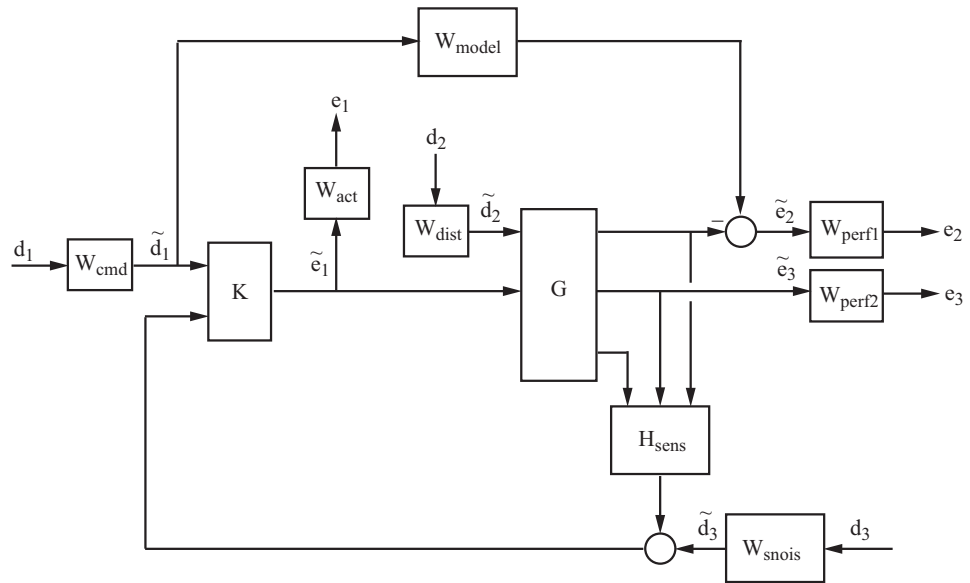 W_model
e_1
d_2
W_act
W_dist
d̃_2
ẽ_2
W_perf1
e_2
d_1
W_cmd
d̃_1
ẽ_1
K
G
−
ẽ_3
W_perf2
e_3
H_sens
d̃_3
W_snois
d_3